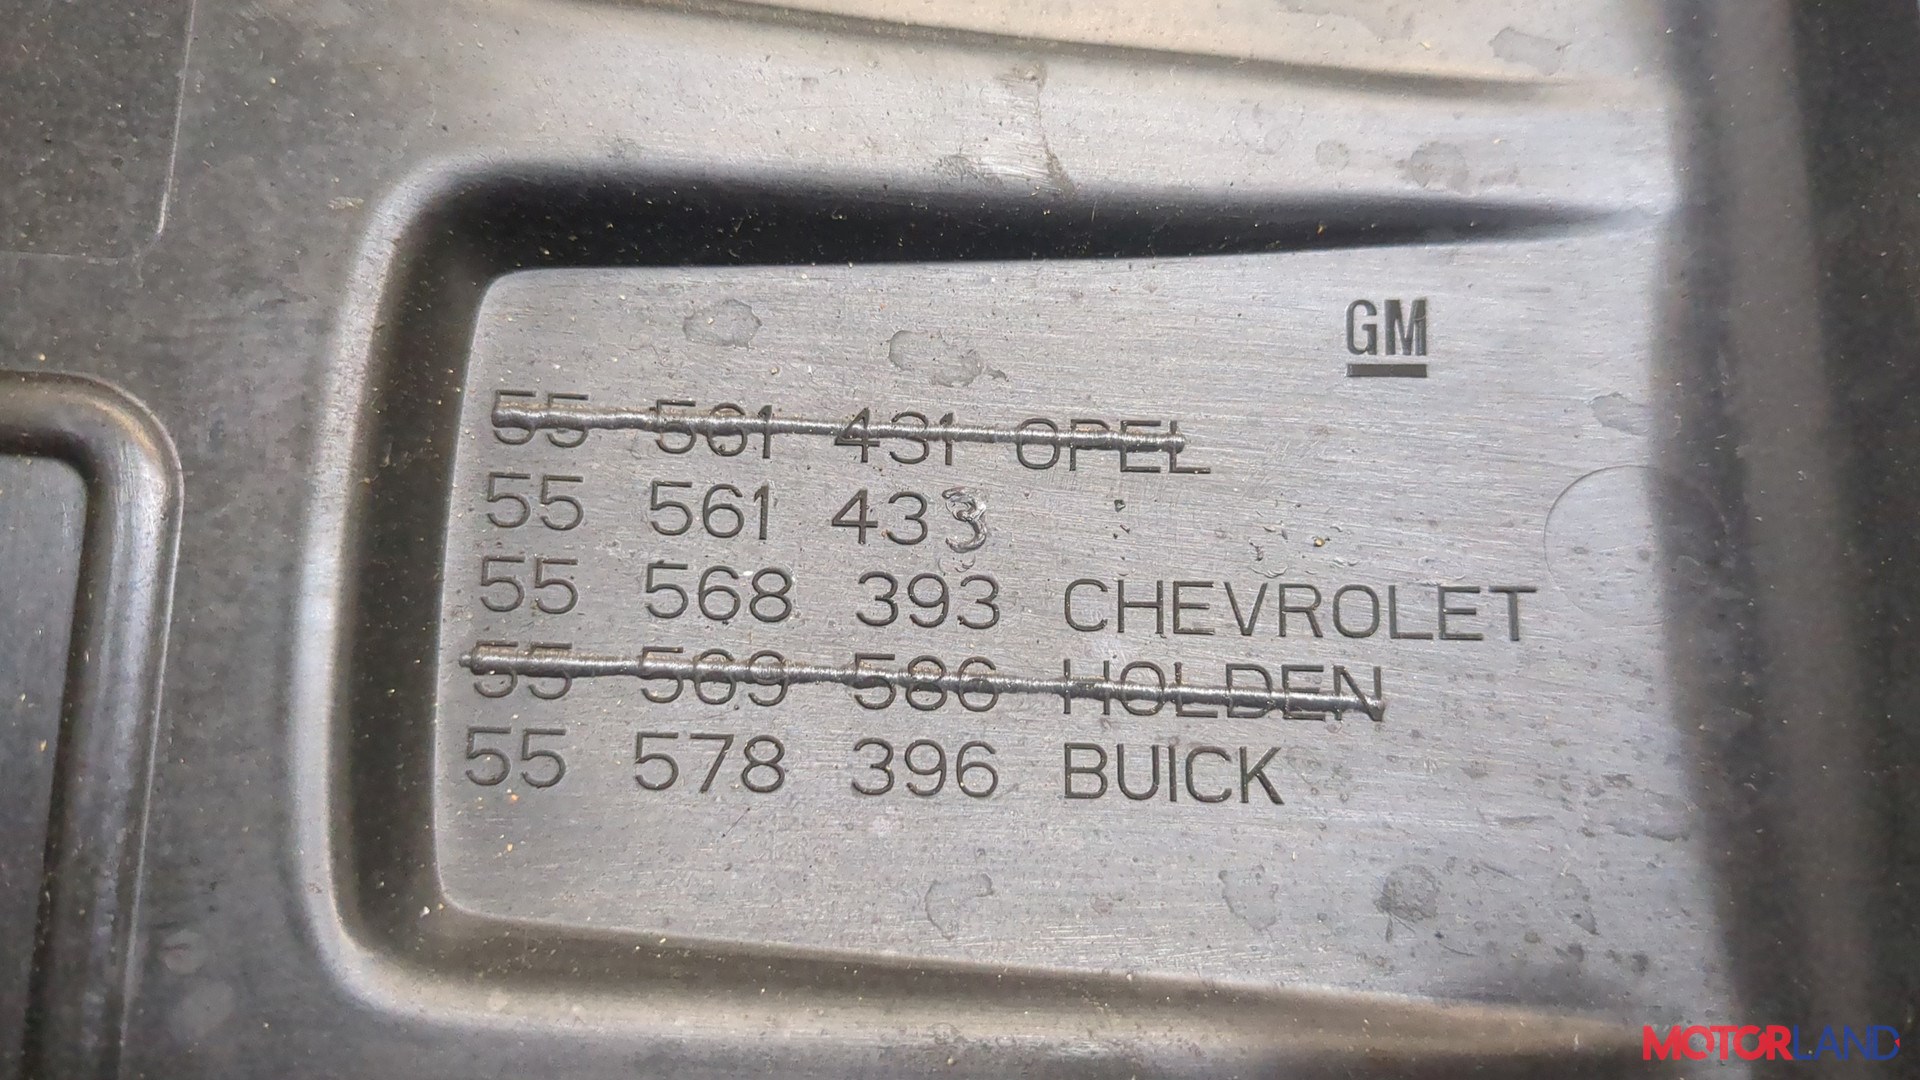 GM
55 561 431 OPEL
55 561 433
55 568 393 CHEVROLET
55 569 586 HOLDEN
55 578 396 BUICK
MOTORLAND